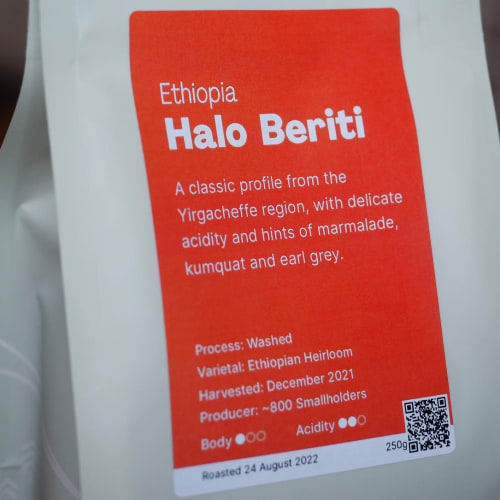 Ethiopia
Halo Beriti
A classic profile from the
Yirgacheffe region, with delicate
acidity and hints of marmalade,
kumquat and earl grey.
Process: Washed
Varietal: Ethiopian Heirloom
Harvested: December 2021
Producer: ~800 Smallholders
Body ●○○ Acidity ●●○
250g
Roasted 24 August 2022